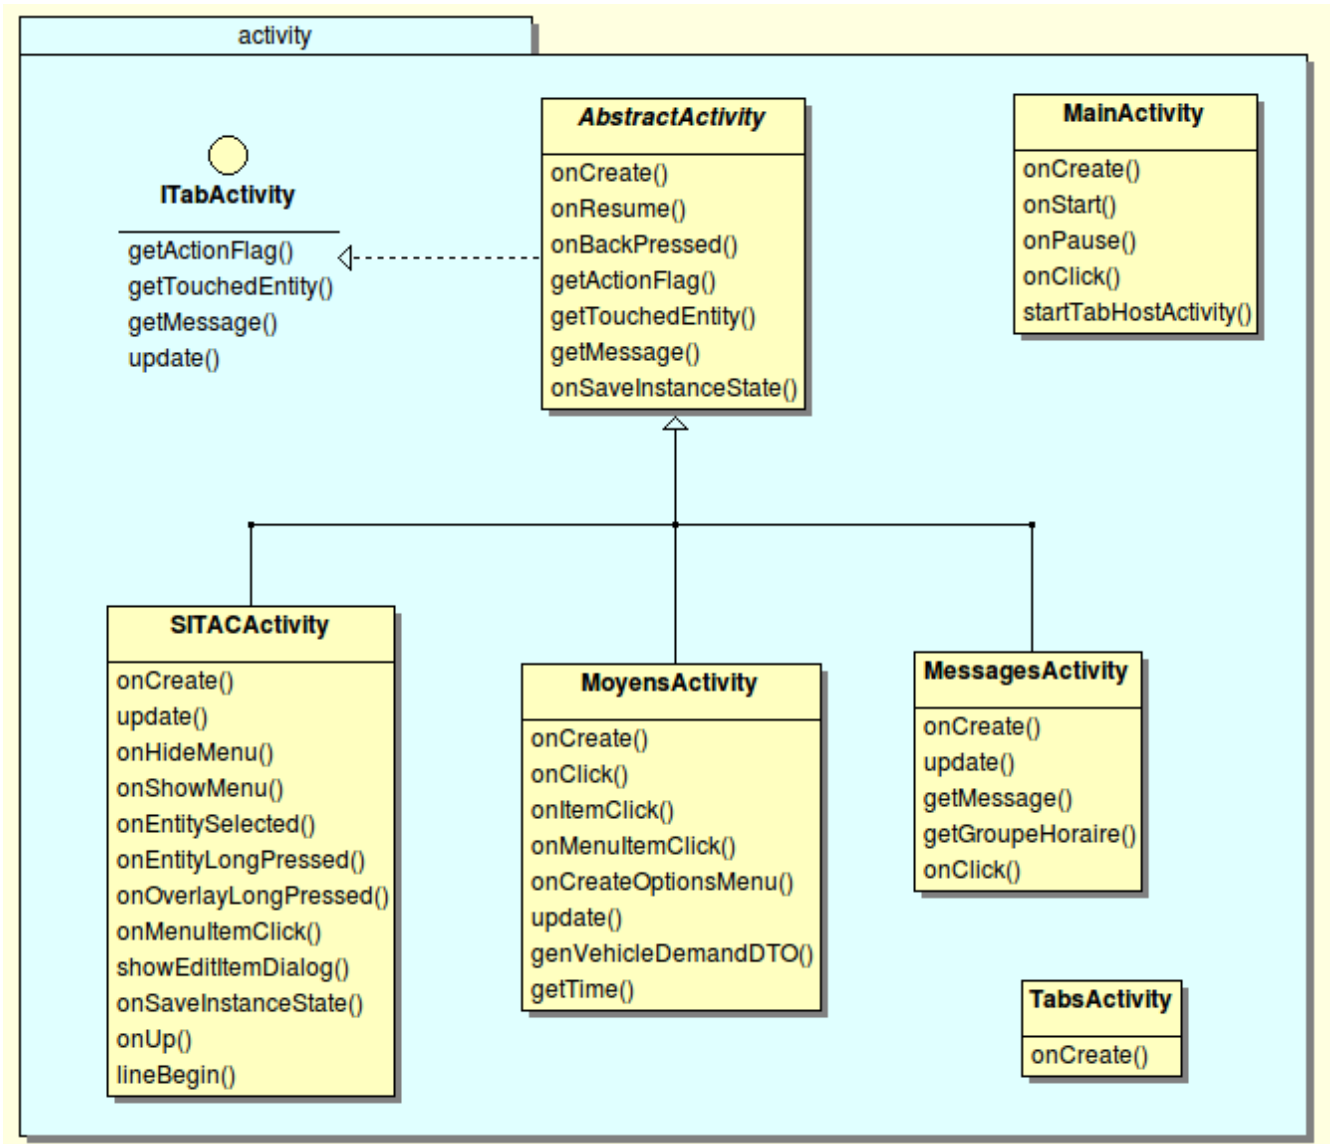 activity
ITabActivity
getActionFlag()
getTouchedEntity()
getMessage()
update()
AbstractActivity
onCreate()
onResume()
onBackPressed()
getActionFlag()
getTouchedEntity()
getMessage()
onSaveInstanceState()
MainActivity
onCreate()
onStart()
onPause()
onClick()
startTabHostActivity()
SITACActivity
onCreate()
update()
onHideMenu()
onShowMenu()
onEntitySelected()
onEntityLongPressed()
onOverlayLongPressed()
onMenuItemClick()
showEditItemDialog()
onSaveInstanceState()
onUp()
lineBegin()
MoyensActivity
onCreate()
onClick()
onItemClick()
onMenuItemClick()
onCreateOptionsMenu()
update()
genVehicleDemandDTO()
getTime()
MessagesActivity
onCreate()
update()
getMessage()
getGroupeHoraire()
onClick()
TabsActivity
onCreate()